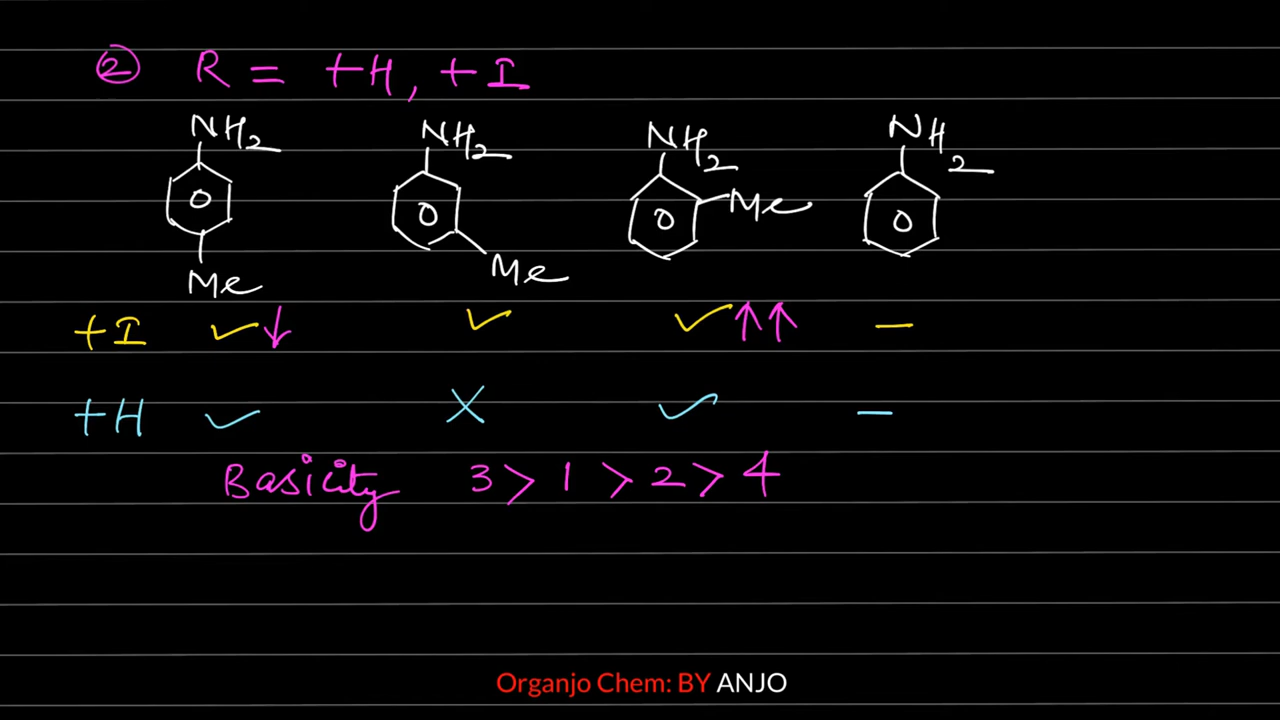 ② R = +H, +I
NH2 NH2 NH2 NH2
Me Me Me
+I ✓↓ ✓ ✓↑↑ –
+H ✓ X ✓ –
Basicity 3 > 1 > 2 > 4
Organjo Chem: BY ANJO